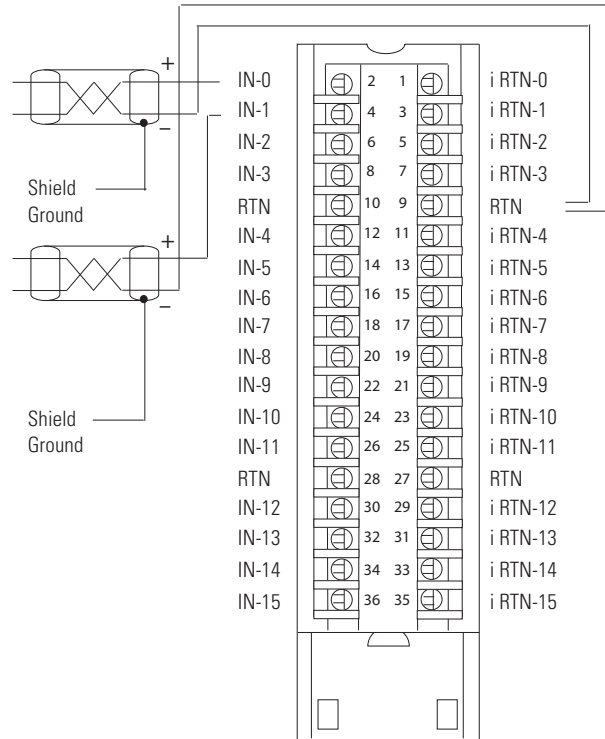 +
IN-0 2 1 i RTN-0
IN-1 4 3 i RTN-1
–
IN-2 6 5 i RTN-2
IN-3 8 7 i RTN-3
Shield
Ground
RTN 10 9 RTN
+
IN-4 12 11 i RTN-4
IN-5 14 13 i RTN-5
–
IN-6 16 15 i RTN-6
IN-7 18 17 i RTN-7
IN-8 20 19 i RTN-8
IN-9 22 21 i RTN-9
Shield
Ground
IN-10 24 23 i RTN-10
IN-11 26 25 i RTN-11
RTN 28 27 RTN
IN-12 30 29 i RTN-12
IN-13 32 31 i RTN-13
IN-14 34 33 i RTN-14
IN-15 36 35 i RTN-15